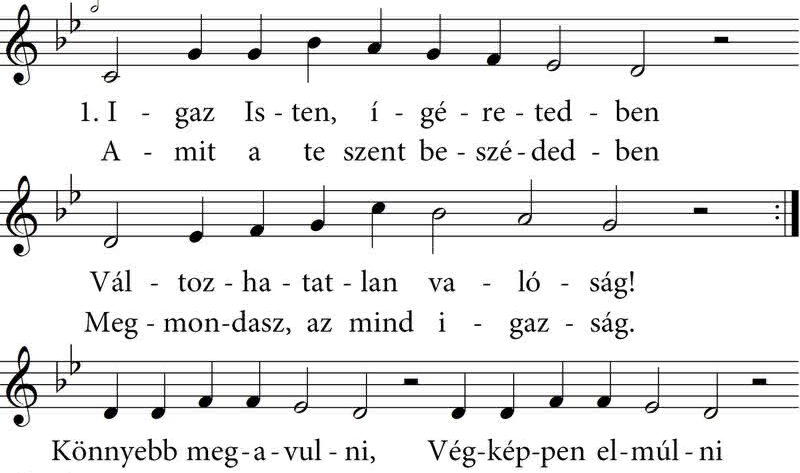 1. I - gaz Is - ten, í - gé - re - ted - ben
A - mit a te szent be - szé - ded - ben
Vál - toz - ha - tat - lan va - ló - ság!
Meg - mon-dasz, az mind i - gaz - ság.
Könnyebb meg-a-vul-ni, Vég-kép-pen el-múl-ni